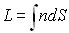 L = ∫ndS